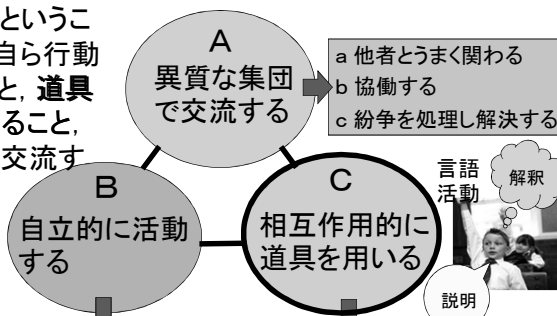 というこ
自ら行動
と, 道具
ること,
交流す
A
異質な集団
で交流する
a 他者とうまく関わる
b 協働する
c 紛争を処理し解決する
B
自立的に活動
する
C
相互作用的に
道具を用いる
言語
活動
解釈
説明